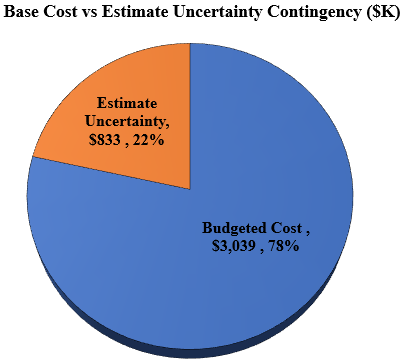 Base Cost vs Estimate Uncertainty Contingency ($K)
Estimate
Uncertainty,
$833 , 22%
Budgeted Cost ,
$3,039 , 78%